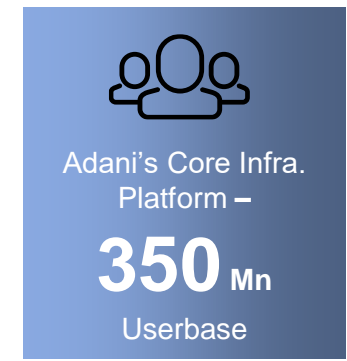 Adani's Core Infra.
Platform –
350 Mn
Userbase